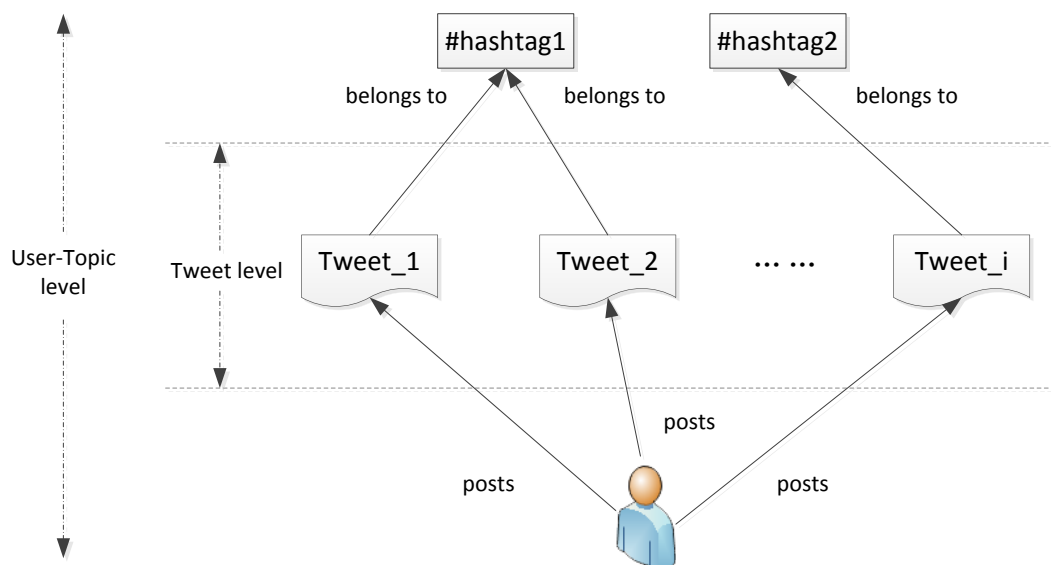 #hashtag1
#hashtag2
belongs to
belongs to
belongs to
User-Topic
level
Tweet level
Tweet_1
Tweet_2
... ...
Tweet_i
posts
posts
posts